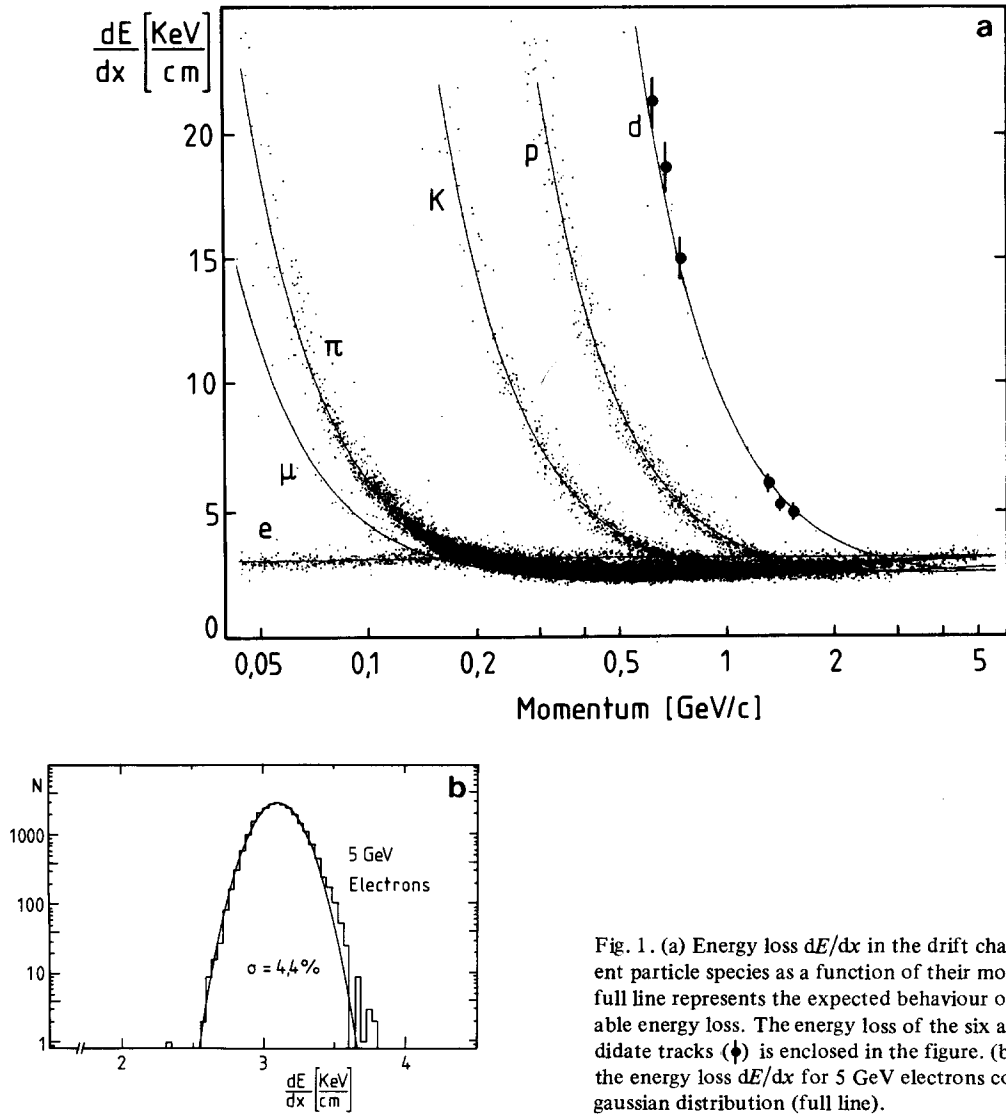 a
dE/dx [KeV/cm]
20
15
10
5
0
d
p
K
π
μ
e
0,05 0,1 0,2 0,5 1 2 5
Momentum [GeV/c]
b
N
1000
100
10
1
5 GeV
Electrons
σ = 4,4%
2 3 4
dE/dx [KeV/cm]
Fig. 1. (a) Energy loss dE/dx in the drift cha
ent particle species as a function of their mo
full line represents the expected behaviour o
able energy loss. The energy loss of the six a
didate tracks (⏺) is enclosed in the figure. (b
the energy loss dE/dx for 5 GeV electrons co
gaussian distribution (full line).